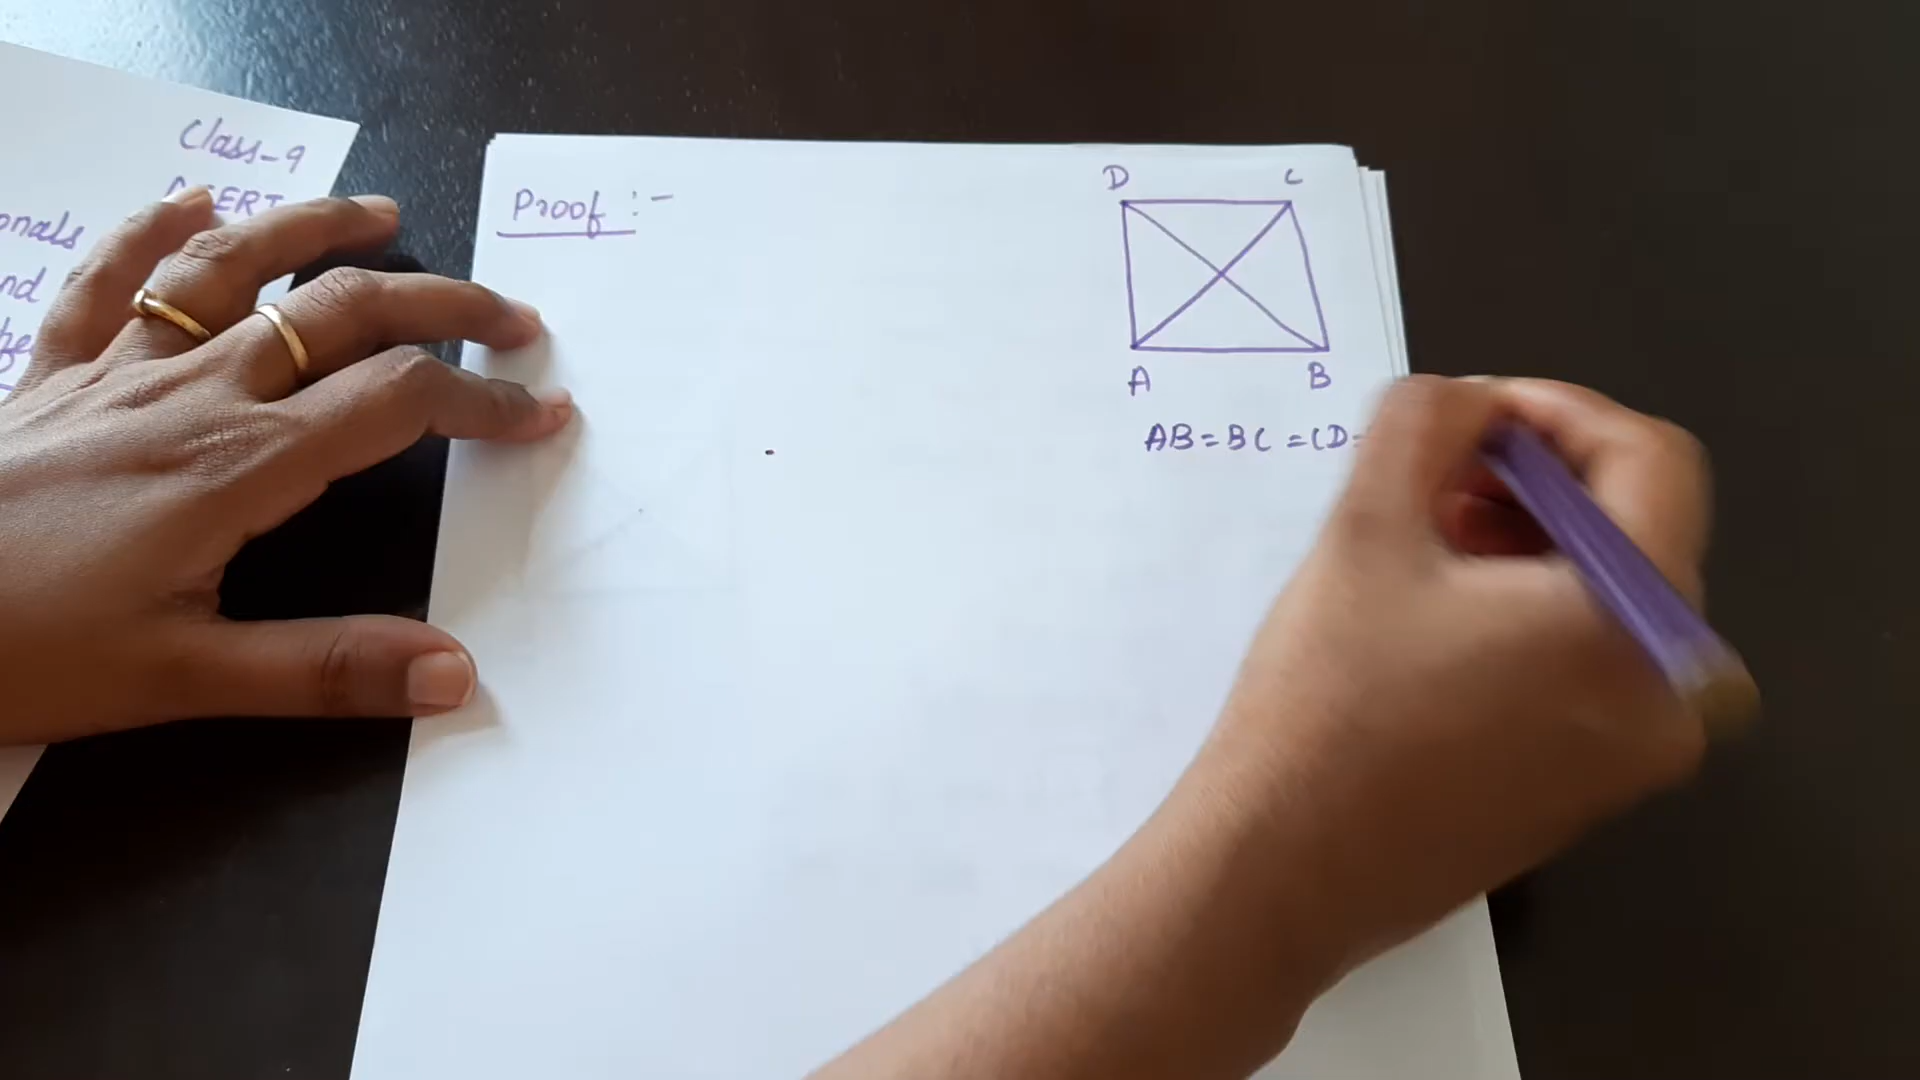 Class-9
onals
nd
Proof :-
D C
A B
AB = BC = CD =